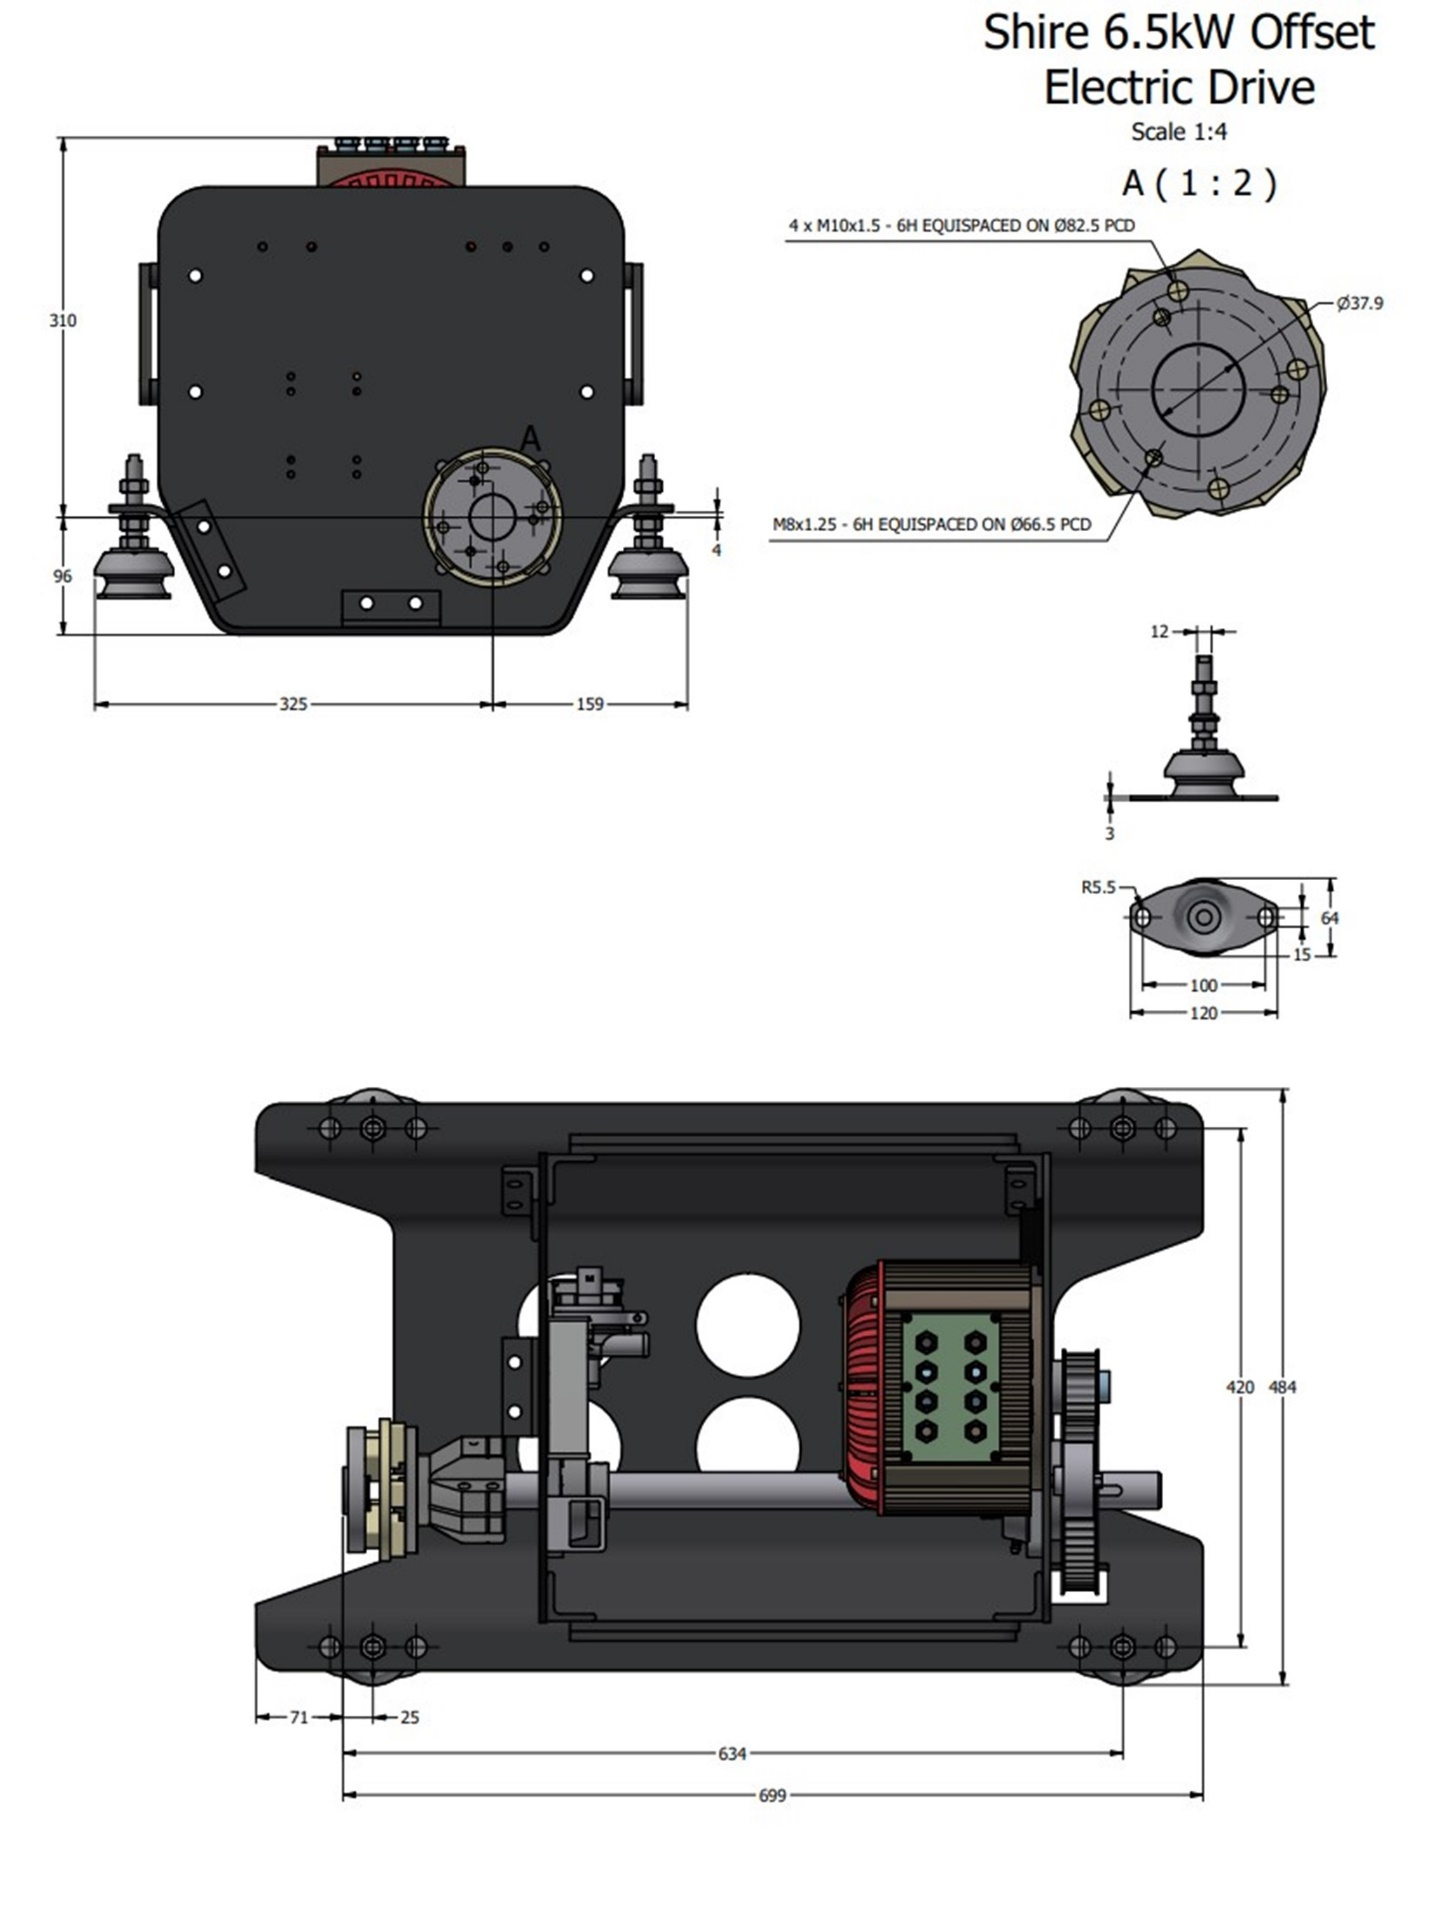 Shire 6.5kW Offset
Electric Drive
Scale 1:4
A ( 1 : 2 )
4 x M10x1.5 - 6H EQUISPACED ON Ø82.5 PCD
Ø37.9
310
A
M8x1.25 - 6H EQUISPACED ON Ø66.5 PCD
4
96
325
159
12
3
R5.5
64
15
100
120
M
420
484
71
25
634
699